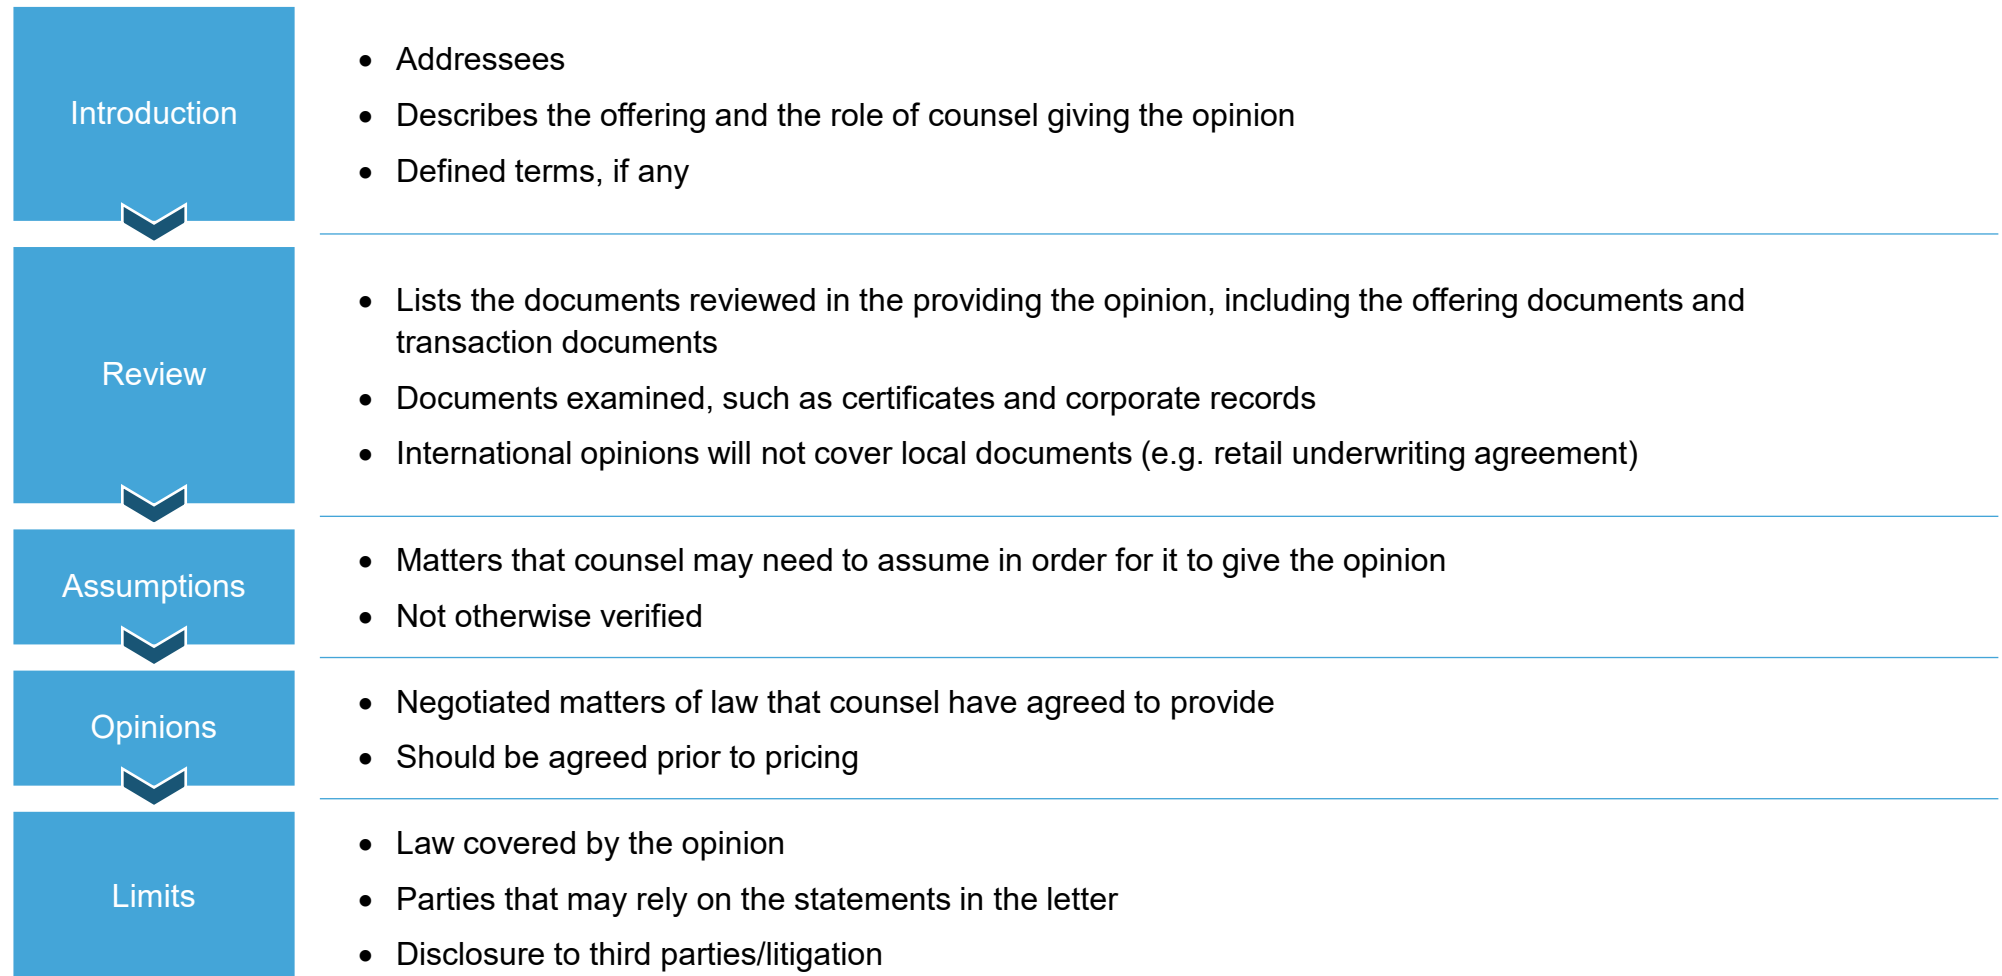 Introduction
• Addressees
• Describes the offering and the role of counsel giving the opinion
• Defined terms, if any
Review
• Lists the documents reviewed in the providing the opinion, including the offering documents and
transaction documents
• Documents examined, such as certificates and corporate records
• International opinions will not cover local documents (e.g. retail underwriting agreement)
Assumptions
• Matters that counsel may need to assume in order for it to give the opinion
• Not otherwise verified
Opinions
• Negotiated matters of law that counsel have agreed to provide
• Should be agreed prior to pricing
Limits
• Law covered by the opinion
• Parties that may rely on the statements in the letter
• Disclosure to third parties/litigation